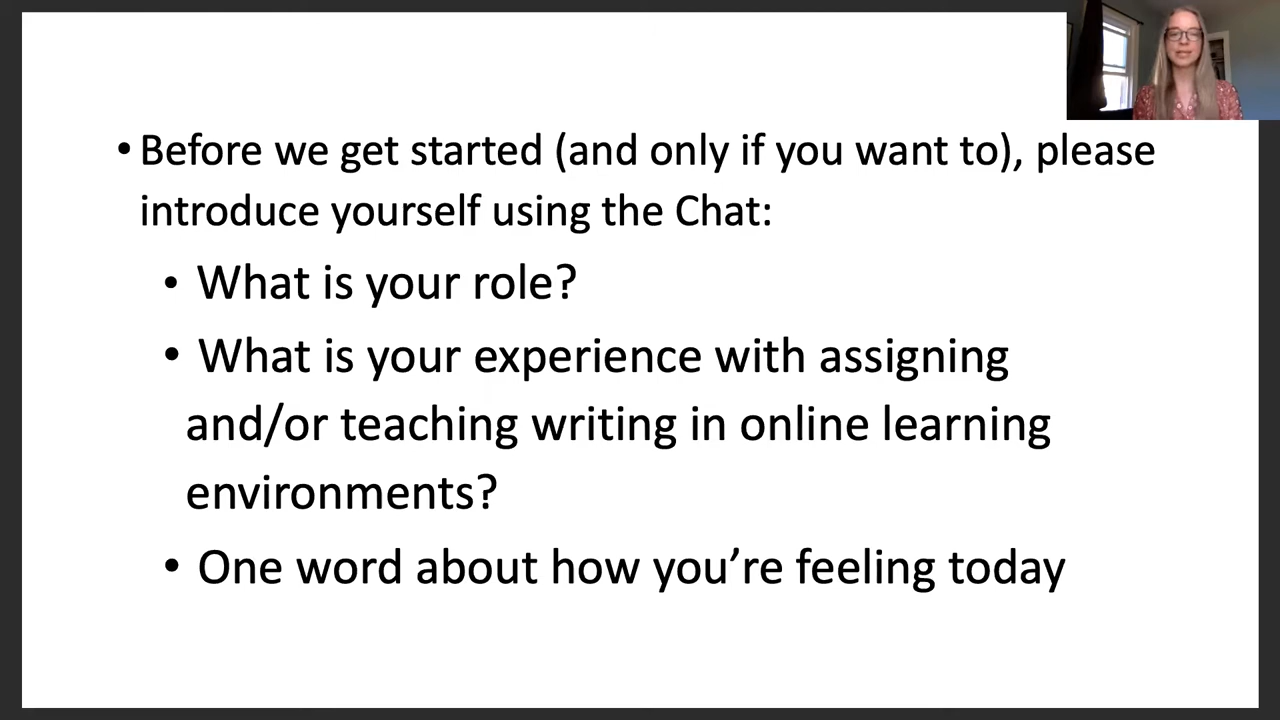 • Before we get started (and only if you want to), please
introduce yourself using the Chat:
• What is your role?
• What is your experience with assigning
and/or teaching writing in online learning
environments?
• One word about how you’re feeling today